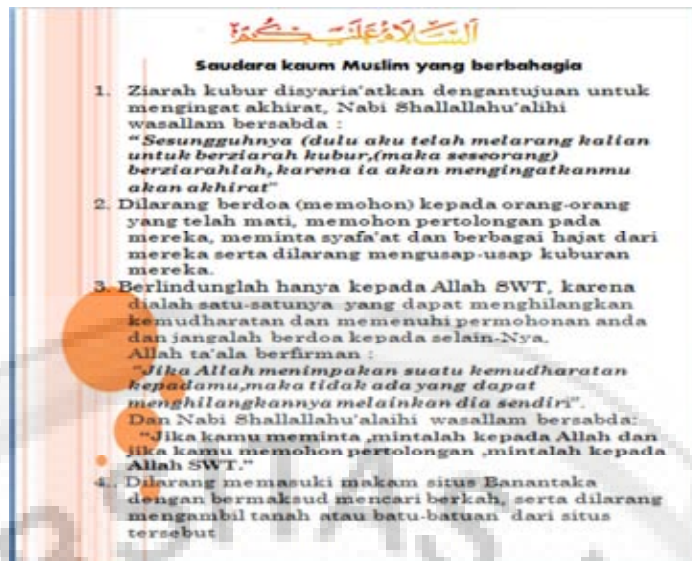 السَّلَامُ عَلَيْكُمْ
Saudara kaum Muslim yang berbahagia
1. Ziarah kubur disyaria'atkan dengantujuan untuk
mengingat akhirat, Nabi Shallallahu'alihi
wasallam bersabda :
"Sesungguhnya (dulu aku telah melarang kalian
untuk berziarah kubur,(maka seseorang)
berziarahlah,karena ia akan mengingatkanmu
akan akhirat"
2. Dilarang berdoa (memohon) kepada orang-orang
yang telah mati, memohon pertolongan pada
mereka, meminta syafa'at dan berbagai hajat dari
mereka serta dilarang mengusap-usap kuburan
mereka.
3. Berlindunglah hanya kepada Allah SWT, karena
dialah satu-satunya yang dapat menghilangkan
kemudharatan dan memenuhi permohonan anda
dan jangalah berdoa kepada selain-Nya.
Allah ta'ala berfirman :
"Jika Allah menimpakan suatu kemudharatan
kepadamu,maka tidak ada yang dapat
menghilangkannya melainkan dia sendiri".
Dan Nabi Shallallahu'alaihi wasallam bersabda:
"Jika kamu meminta ,mintalah kepada Allah dan
jika kamu memohon pertolongan ,mintalah kepada
Allah SWT."
4.. Dilarang memasuki makam situs Banantaka
dengan bermaksud mencari berkah, serta dilarang
mengambil tanah atau batu-batuan dari situs
tersebut